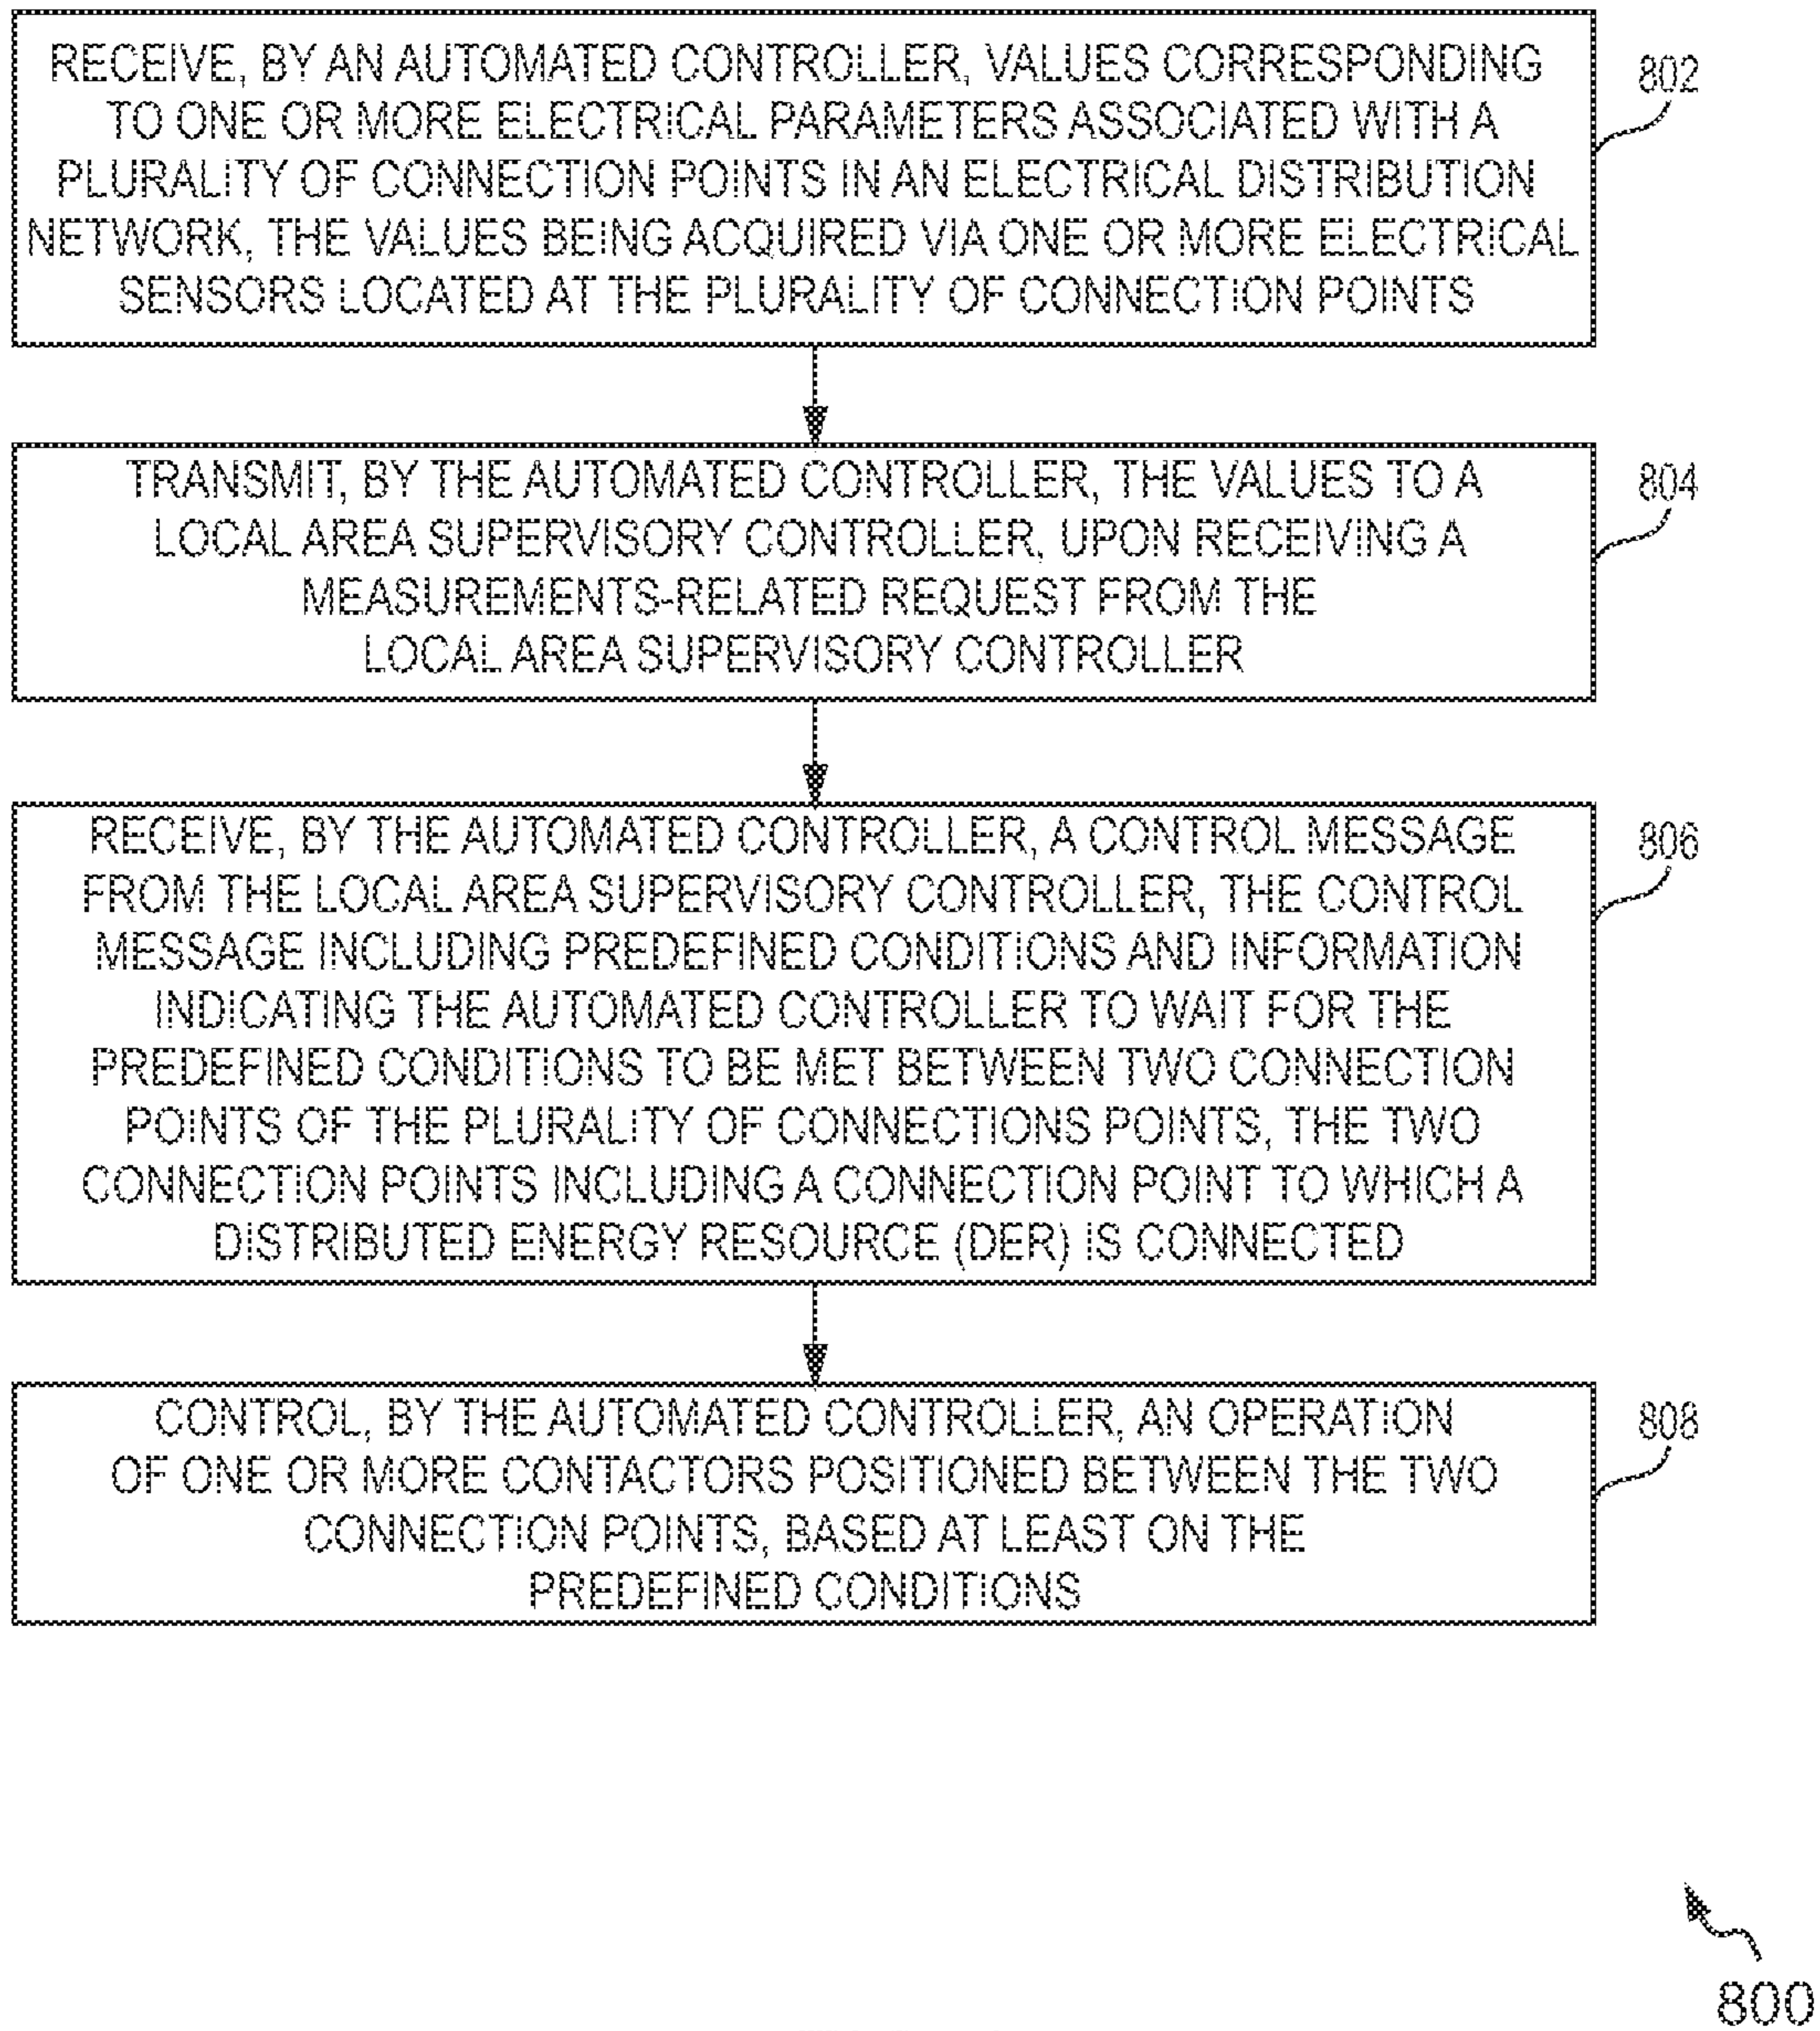 RECEIVE, BY AN AUTOMATED CONTROLLER, VALUES CORRESPONDING
TO ONE OR MORE ELECTRICAL PARAMETERS ASSOCIATED WITH A
PLURALITY OF CONNECTION POINTS IN AN ELECTRICAL DISTRIBUTION
NETWORK, THE VALUES BEING ACQUIRED VIA ONE OR MORE ELECTRICAL
SENSORS LOCATED AT THE PLURALITY OF CONNECTION POINTS
802
TRANSMIT, BY THE AUTOMATED CONTROLLER, THE VALUES TO A
LOCAL AREA SUPERVISORY CONTROLLER, UPON RECEIVING A
MEASUREMENTS-RELATED REQUEST FROM THE
LOCAL AREA SUPERVISORY CONTROLLER
804
RECEIVE, BY THE AUTOMATED CONTROLLER, A CONTROL MESSAGE
FROM THE LOCAL AREA SUPERVISORY CONTROLLER, THE CONTROL
MESSAGE INCLUDING PREDEFINED CONDITIONS AND INFORMATION
INDICATING THE AUTOMATED CONTROLLER TO WAIT FOR THE
PREDEFINED CONDITIONS TO BE MET BETWEEN TWO CONNECTION
POINTS OF THE PLURALITY OF CONNECTIONS POINTS, THE TWO
CONNECTION POINTS INCLUDING A CONNECTION POINT TO WHICH A
DISTRIBUTED ENERGY RESOURCE (DER) IS CONNECTED
806
CONTROL, BY THE AUTOMATED CONTROLLER, AN OPERATION
OF ONE OR MORE CONTACTORS POSITIONED BETWEEN THE TWO
CONNECTION POINTS, BASED AT LEAST ON THE
PREDEFINED CONDITIONS
808
800